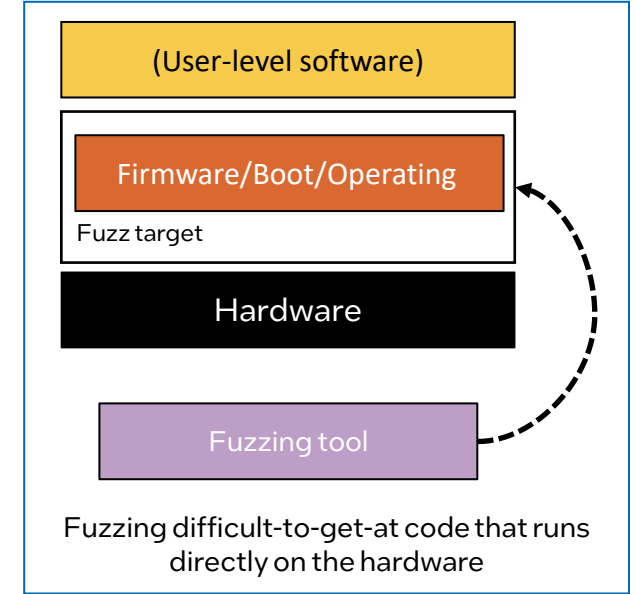 (User-level software)
Firmware/Boot/Operating
Fuzz target
Hardware
Fuzzing tool
Fuzzing difficult-to-get-at code that runs
directly on the hardware